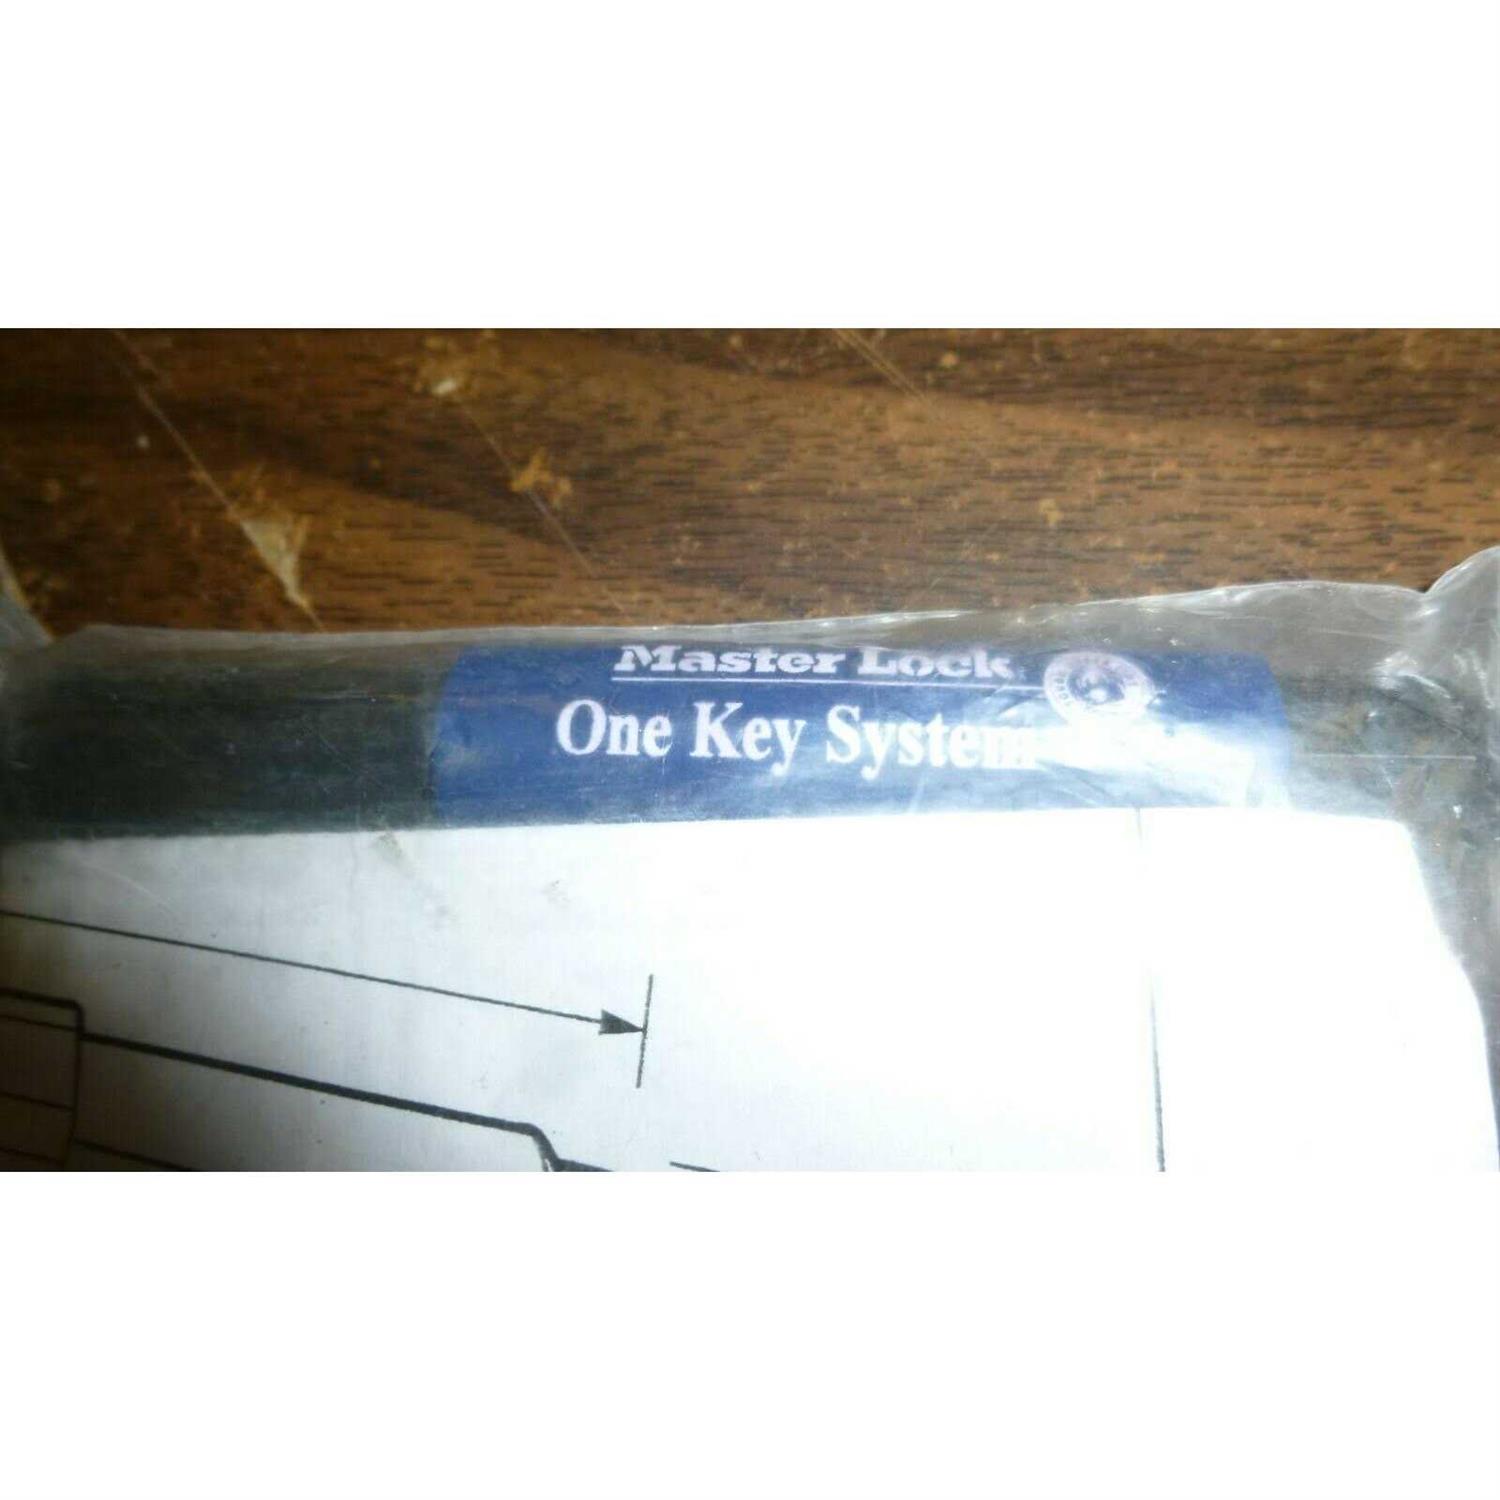 Master Lock
One Key System